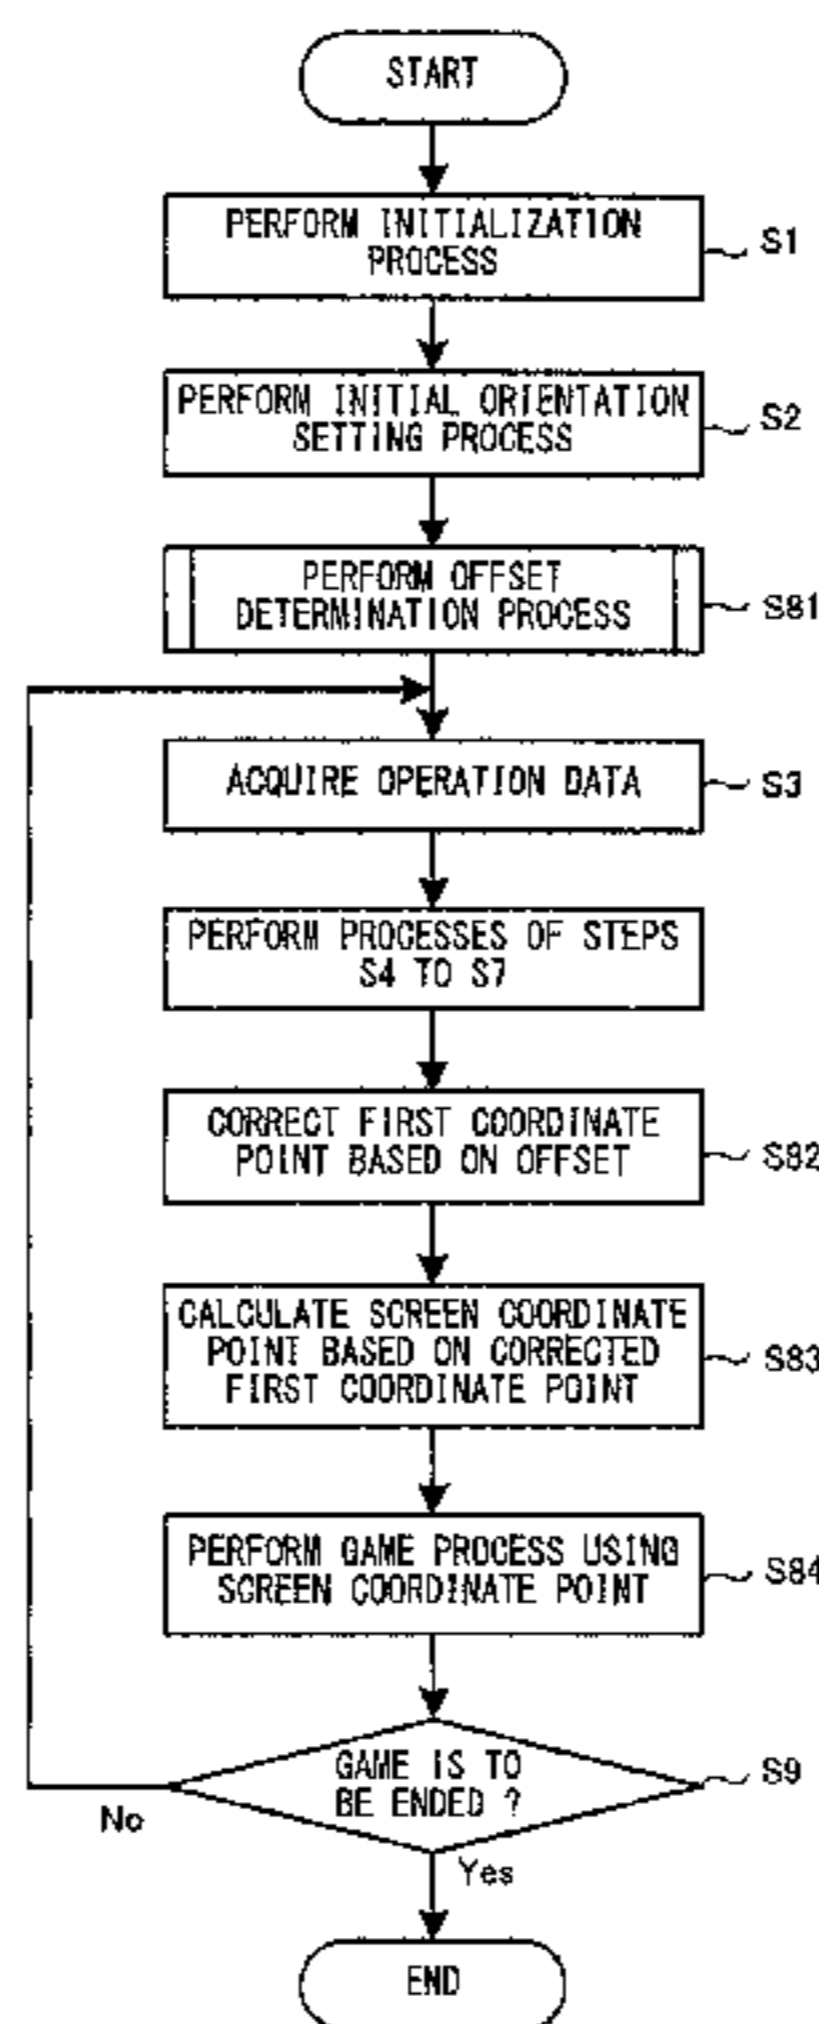 START
PERFORM INITIALIZATION
PROCESS
S1
PERFORM INITIAL ORIENTATION
SETTING PROCESS
S2
PERFORM OFFSET
DETERMINATION PROCESS
S81
ACQUIRE OPERATION DATA
S3
PERFORM PROCESSES OF STEPS
S4 TO S7
CORRECT FIRST COORDINATE
POINT BASED ON OFFSET
S82
CALCULATE SCREEN COORDINATE
POINT BASED ON CORRECTED
FIRST COORDINATE POINT
S83
PERFORM GAME PROCESS USING
SCREEN COORDINATE POINT
S84
GAME IS TO
BE ENDED ?
S9
No
Yes
END